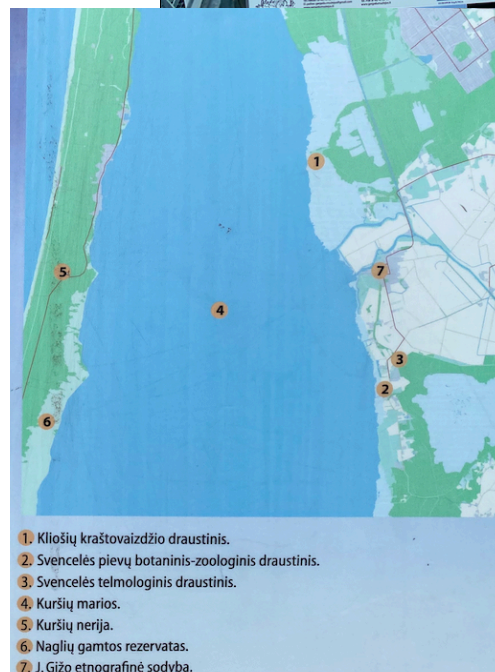 1
5
7
4
3
2
6
1. Kliošių kraštovaizdžio draustinis.
2. Svencelės pievų botaninis-zoologinis draustinis.
3. Svencelės telmologinis draustinis.
4. Kuršių marios.
5. Kuršių nerija.
6. Naglių gamtos rezervatas.
7. J. Gižo etnografinė sodyba.